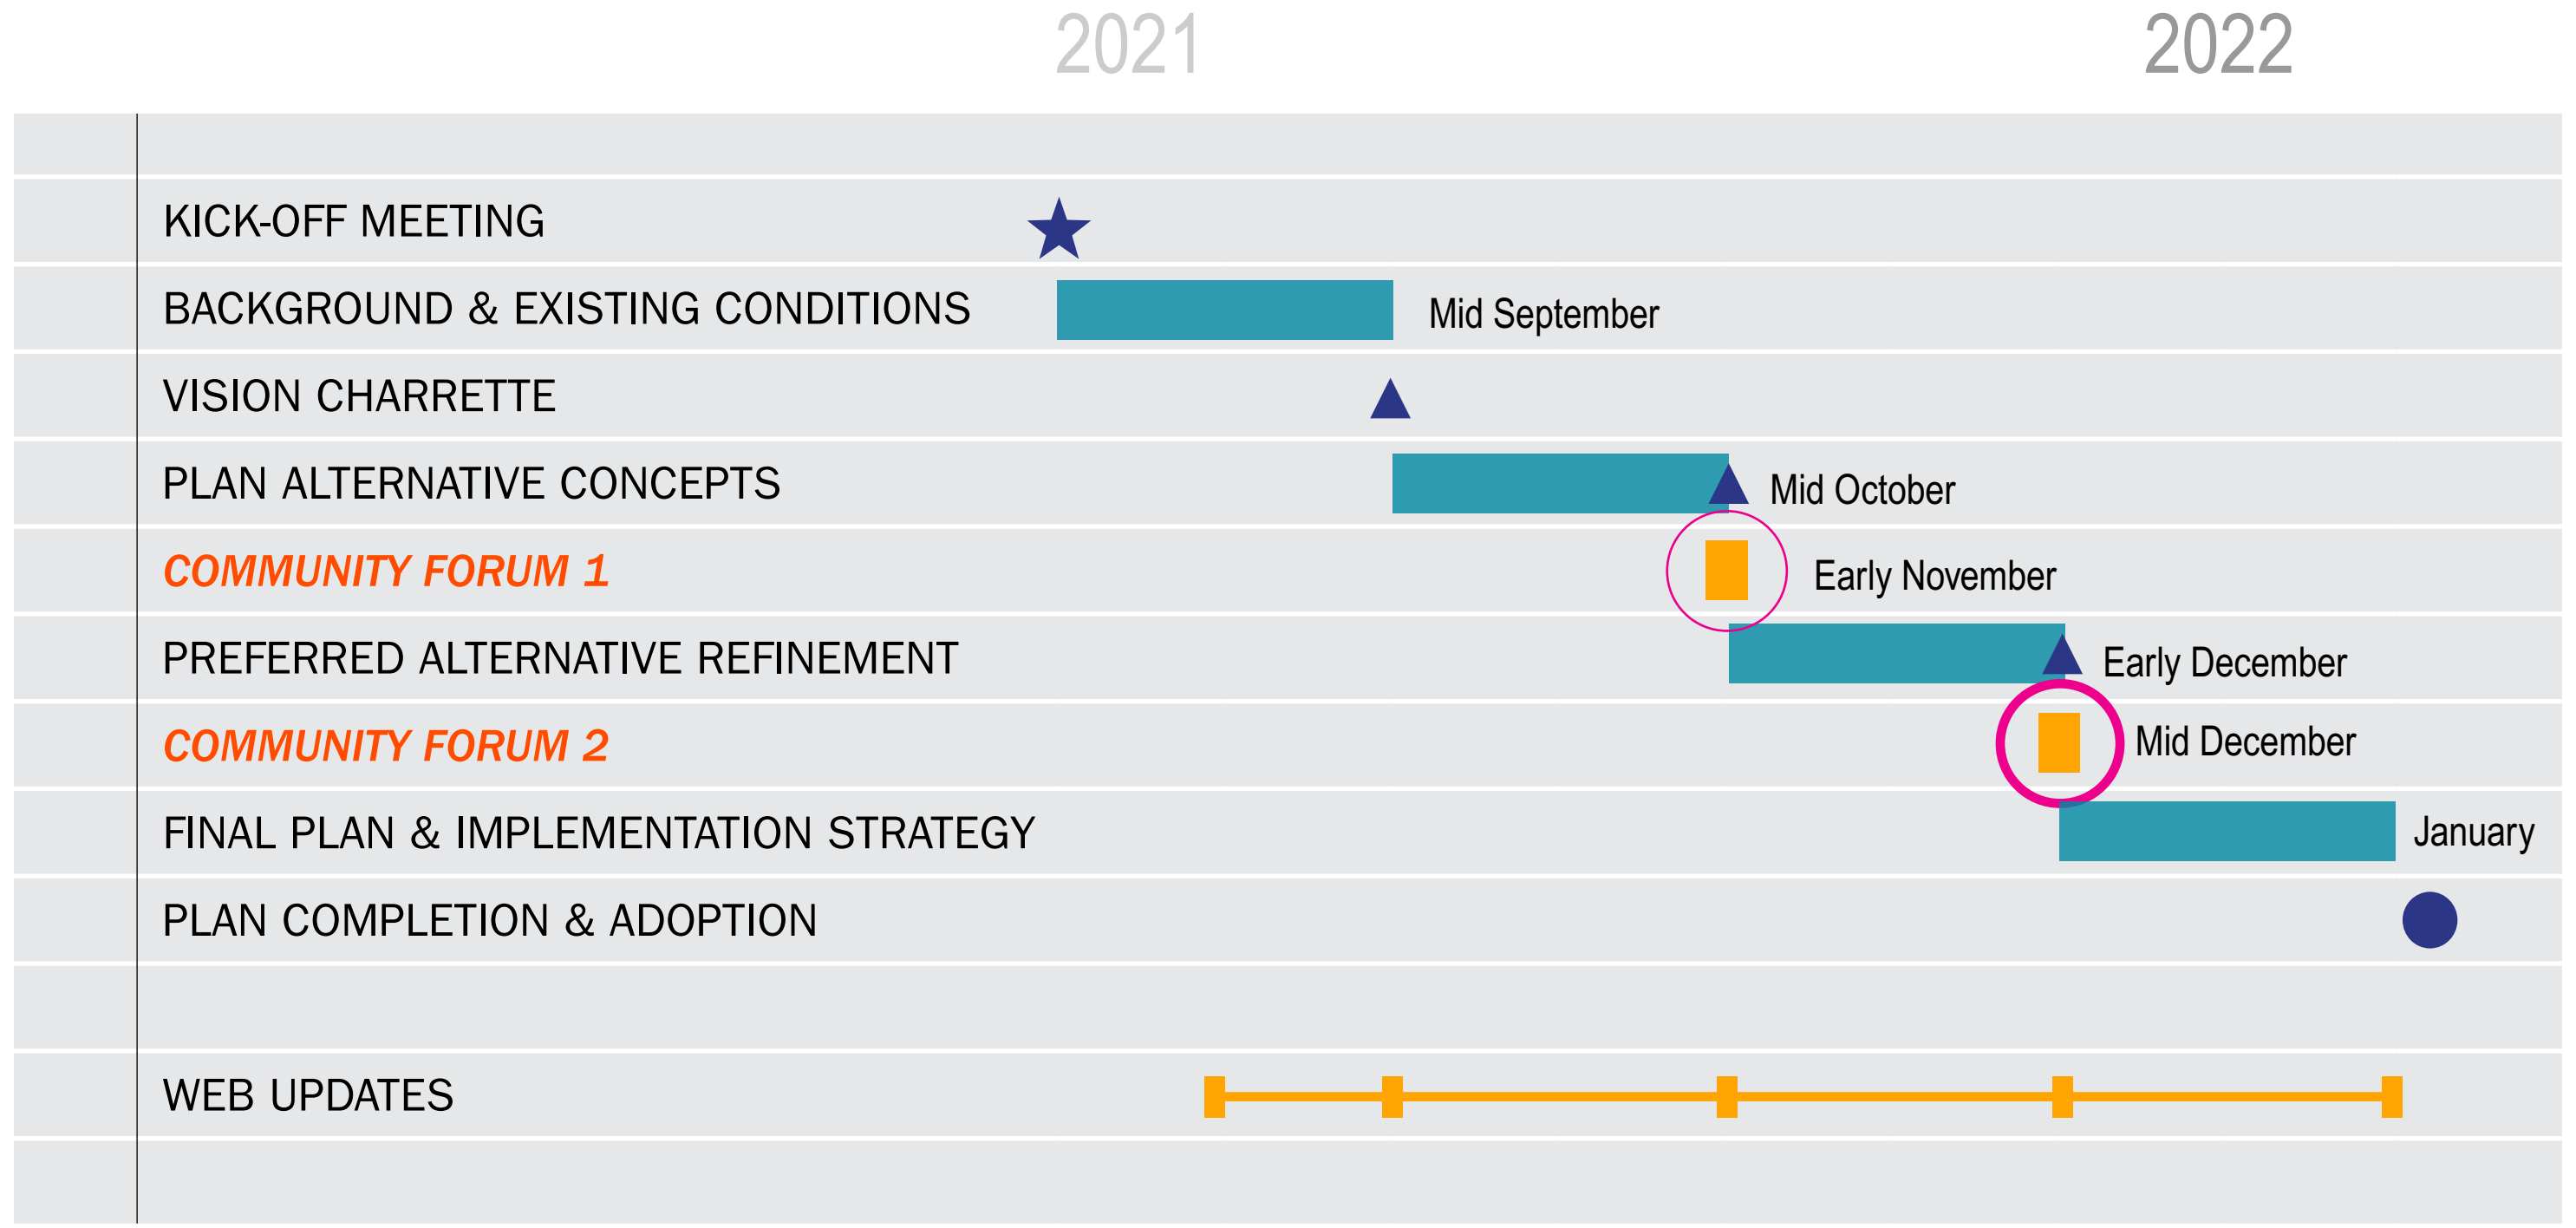 2021 2022
KICK-OFF MEETING
BACKGROUND & EXISTING CONDITIONS Mid September
VISION CHARRETTE
PLAN ALTERNATIVE CONCEPTS Mid October
COMMUNITY FORUM 1 Early November
PREFERRED ALTERNATIVE REFINEMENT Early December
COMMUNITY FORUM 2 Mid December
FINAL PLAN & IMPLEMENTATION STRATEGY January
PLAN COMPLETION & ADOPTION
WEB UPDATES